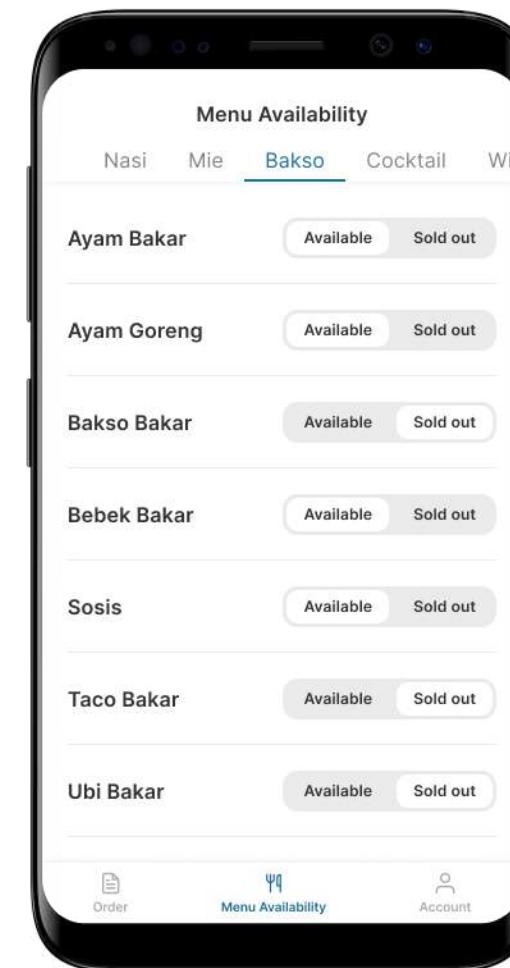 Menu Availability
Nasi Mie Bakso Cocktail Wi
Ayam Bakar Available Sold out
Ayam Goreng Available Sold out
Bakso Bakar Available Sold out
Bebek Bakar Available Sold out
Sosis Available Sold out
Taco Bakar Available Sold out
Ubi Bakar Available Sold out
Order Menu Availability Account